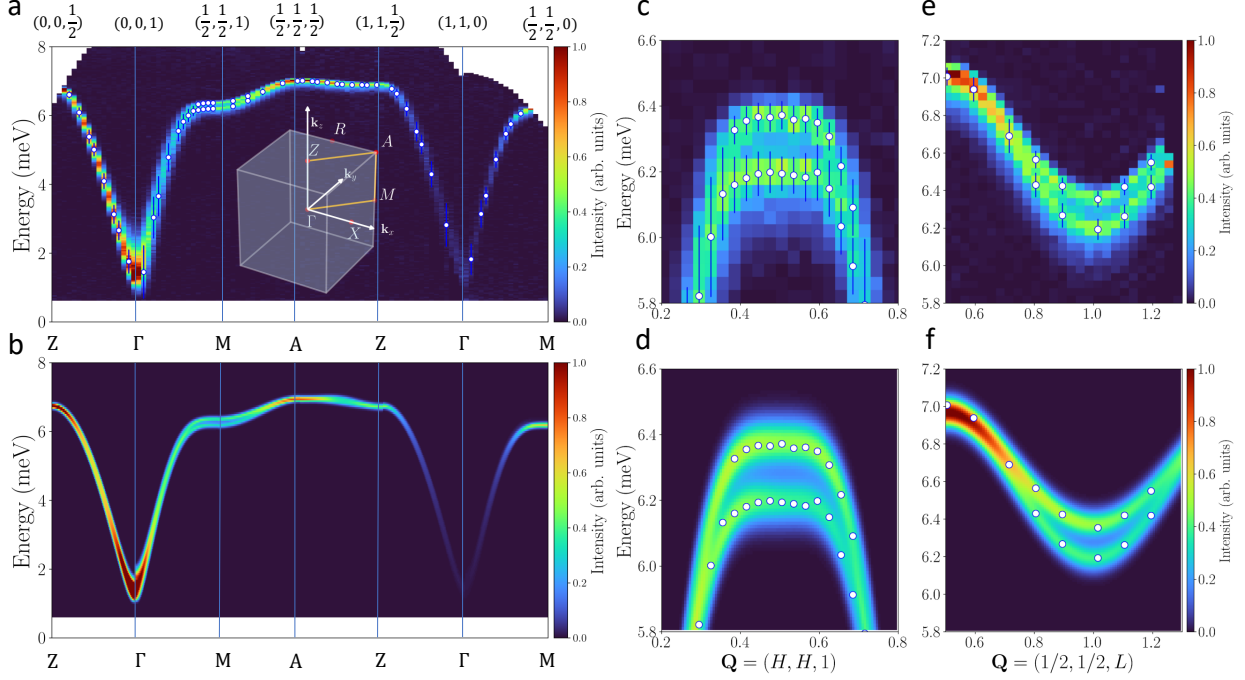 a
(0,0,1/2) (0,0,1) (1/2,1/2,1) (1/2,1/2,1/2) (1,1,1/2) (1,1,0) (1/2,1/2,0)
8
6
4
2
0
Energy (meV)
Z Γ M A Z Γ M
k_z
R
A
Z
k_y
M
Γ
X
k_x
1.0
0.8
0.6
0.4
0.2
0.0
Intensity (arb. units)
b
8
6
4
2
0
Energy (meV)
Z Γ M A Z Γ M
1.0
0.8
0.6
0.4
0.2
0.0
Intensity (arb. units)
c
6.6
6.4
6.2
6.0
5.8
Energy (meV)
0.2 0.4 0.6 0.8
d
6.6
6.4
6.2
6.0
5.8
Energy (meV)
0.2 0.4 0.6 0.8
Q = (H, H, 1)
e
7.2
7.0
6.8
6.6
6.4
6.2
6.0
5.8
0.6 0.8 1.0 1.2
1.0
0.8
0.6
0.4
0.2
0.0
Intensity (arb. units)
f
7.2
7.0
6.8
6.6
6.4
6.2
6.0
5.8
0.6 0.8 1.0 1.2
Q = (1/2, 1/2, L)
1.0
0.8
0.6
0.4
0.2
0.0
Intensity (arb. units)